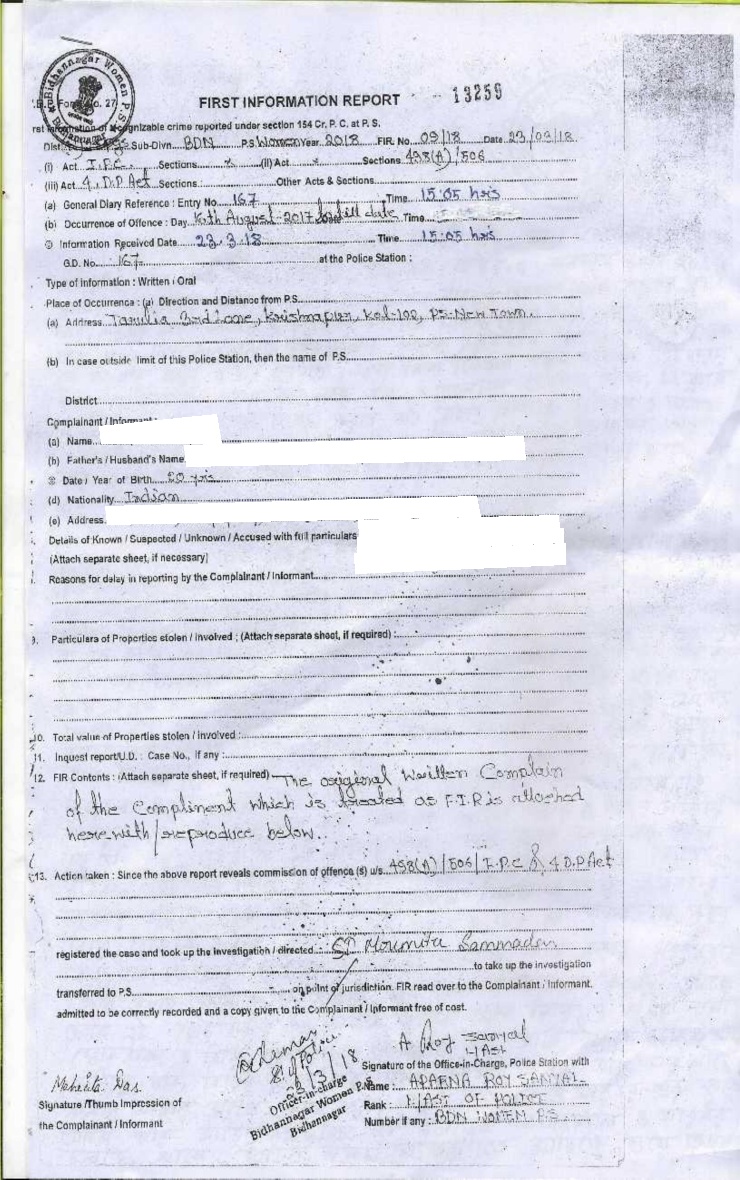 Bidhannagar Women P.S.
Bidhannagar
Form No. 27
FIRST INFORMATION REPORT 13259
rst Information of cognizable crime reported under section 154 Cr. P. C. at P. S.
Dist. Sub-Divn. BDN P.S Women Year 2018 FIR. No 09/18 Date 23/03/18
(i) Act I.P.C. Sections x (ii) Act x Sections 498(A)/506
(iii) Act 4, D.P Act Sections : Other Acts & Sections
(a) General Diary Reference : Entry No 167 Time 15:05 hrs
(b) Occurrence of Offence : Day 16th August-2017 to till date Time
Information Received Date 23.3.18 Time 15:05 hrs
G.D. No. 167 at the Police Station :
Type of information : Written / Oral
Place of Occurrence : (a) Direction and Distance from P.S.
(a) Address Tarulia 3rd Lane, Krishnapur, Kol-102, PS-New Town.
(b) In case outside limit of this Police Station, then the name of P.S.
District
Complainant / Informant :
(a) Name
(b) Father's / Husband's Name
Date / Year of Birth 20 yrs
(d) Nationality Indian
(e) Address
Details of Known / Suspected / Unknown / Accused with full particulars
(Attach separate sheet, if necessary)
Reasons for delay in reporting by the Complainant / Informant
9. Particulars of Properties stolen / involved ; (Attach separate sheet, if required) :
10. Total value of Properties stolen / involved :
11. Inquest report/U.D. : Case No., if any :
12. FIR Contents : (Attach separate sheet, if required) The original Written Complain
of the Compliment which is treated as F.I.R is attached
herewith/reproduce below.
13. Action taken : Since the above report reveals commission of offence (s) u/s 498(A)/506/I.P.C & 4 D.P Act
registered the case and took up the investigation / directed : SI Moumita Sammadar
to take up the investigation
transferred to P.S. on point of jurisdiction. FIR read over to the Complainant / Informant.
admitted to be correctly recorded and a copy given to the Complainant / Informant free of cost.
A Roy Sanyal
L/ASI
23/3/18
Officer-in-Charge
Bidhannagar Women P.S
Bidhannagar
Signature of the Officer-in-Charge, Police Station with
Name : APARNA ROY SANYAL
Rank : L/ASI OF POLICE
Number if any : BDN WOMEN P.S.
Das
Signature /Thumb Impression of
the Complainant / Informant